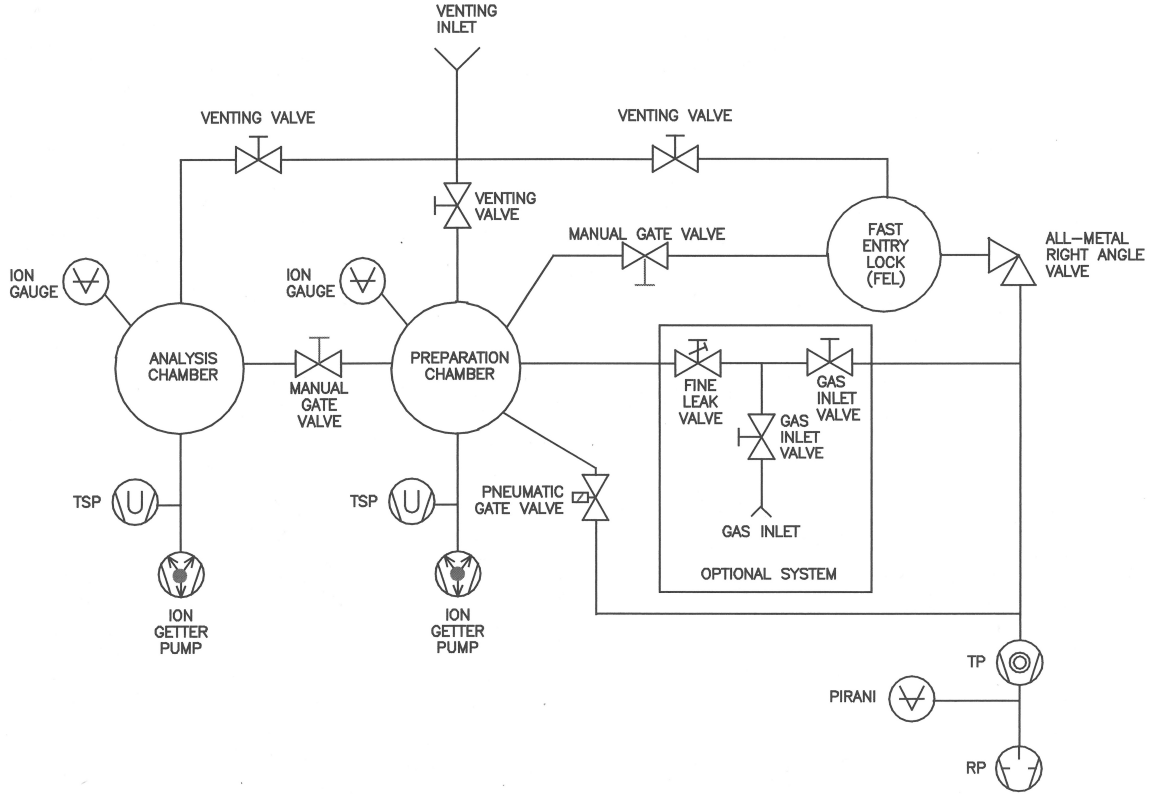 VENTING
INLET
VENTING VALVE
VENTING VALVE
VENTING
VALVE
MANUAL GATE VALVE
FAST
ENTRY
LOCK
(FEL)
ALL-METAL
RIGHT ANGLE
VALVE
ION
GAUGE
ION
GAUGE
ANALYSIS
CHAMBER
MANUAL
GATE
VALVE
PREPARATION
CHAMBER
FINE
LEAK
VALVE
GAS
INLET
VALVE
GAS
INLET
VALVE
GAS INLET
OPTIONAL SYSTEM
TSP
U
TSP
U
PNEUMATIC
GATE VALVE
ION
GETTER
PUMP
ION
GETTER
PUMP
TP
PIRANI
RP